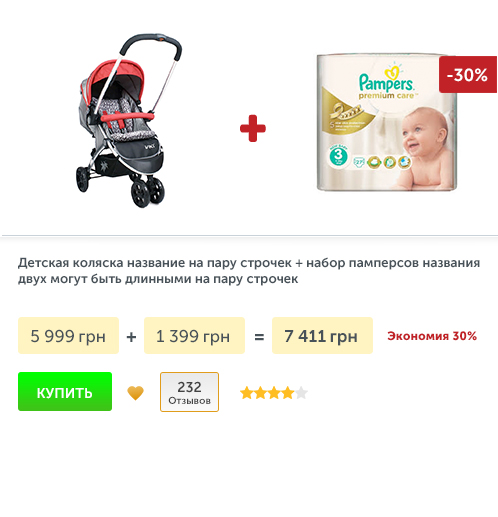 -30%
Pampers
premium care
3
Детская коляска название на пару строчек + набор памперсов названия
двух могут быть длинными на пару строчек
5 999 грн + 1 399 грн = 7 411 грн Экономия 30%
КУПИТЬ
232
Отзывов